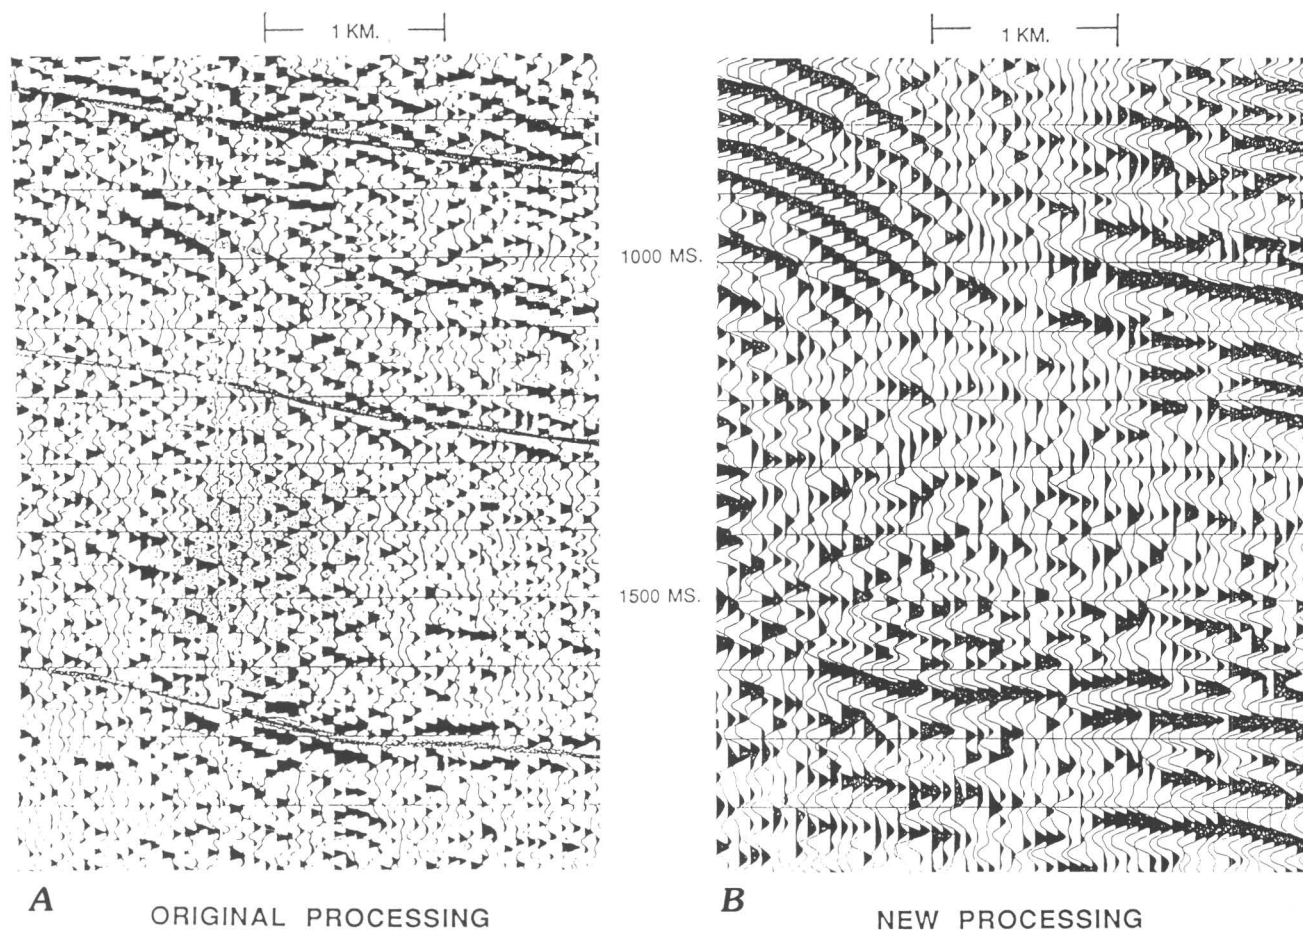 1 KM.
1 KM.
1000 MS.
1500 MS.
A
ORIGINAL PROCESSING
B
NEW PROCESSING